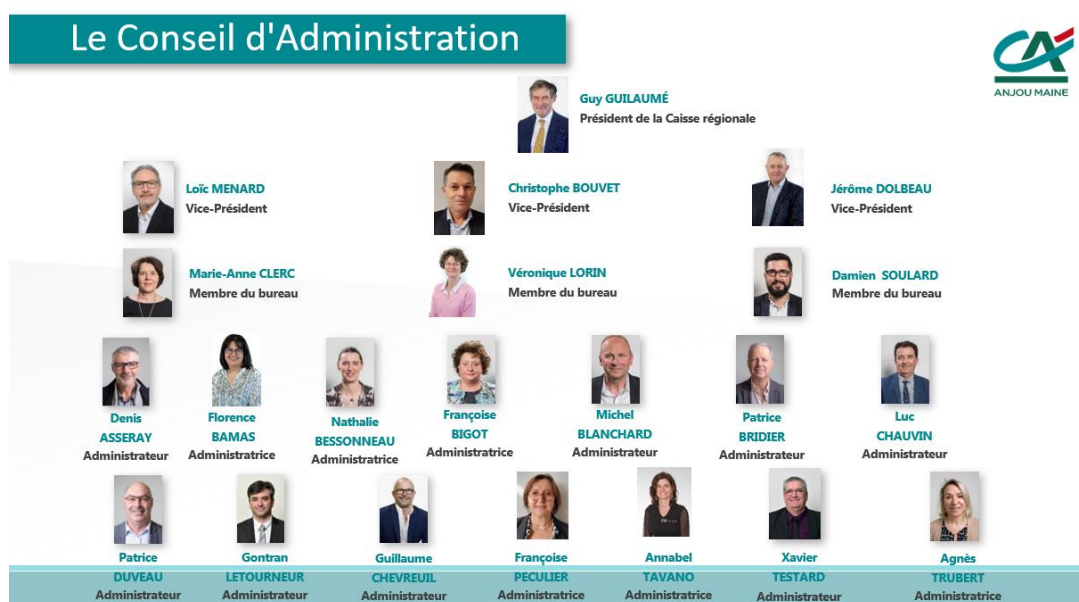 Le Conseil d'Administration
CA
ANJOU MAINE
Guy GUILAUMÉ
Président de la Caisse régionale
Loïc MENARD
Vice-Président
Christophe BOUVET
Vice-Président
Jérôme DOLBEAU
Vice-Président
Marie-Anne CLERC
Membre du bureau
Véronique LORIN
Membre du bureau
Damien SOULARD
Membre du bureau
Denis
ASSERAY
Administrateur
Florence
BAMAS
Administratrice
Nathalie
BESSONNEAU
Administratrice
Françoise
BIGOT
Administratrice
Michel
BLANCHARD
Administrateur
Patrice
BRIDIER
Administrateur
Luc
CHAUVIN
Administrateur
Patrice
DUVEAU
Administrateur
Gontran
LETOURNEUR
Administrateur
Guillaume
CHEVREUIL
Administrateur
Françoise
PECULIER
Administratrice
Annabel
TAVANO
Administratrice
Xavier
TESTARD
Administrateur
Agnès
TRUBERT
Administratrice